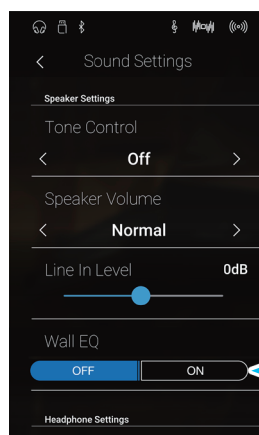 Sound Settings
Speaker Settings
Tone Control
Off
Speaker Volume
Normal
Line In Level 0dB
Wall EQ
OFF ON
Headphone Settings